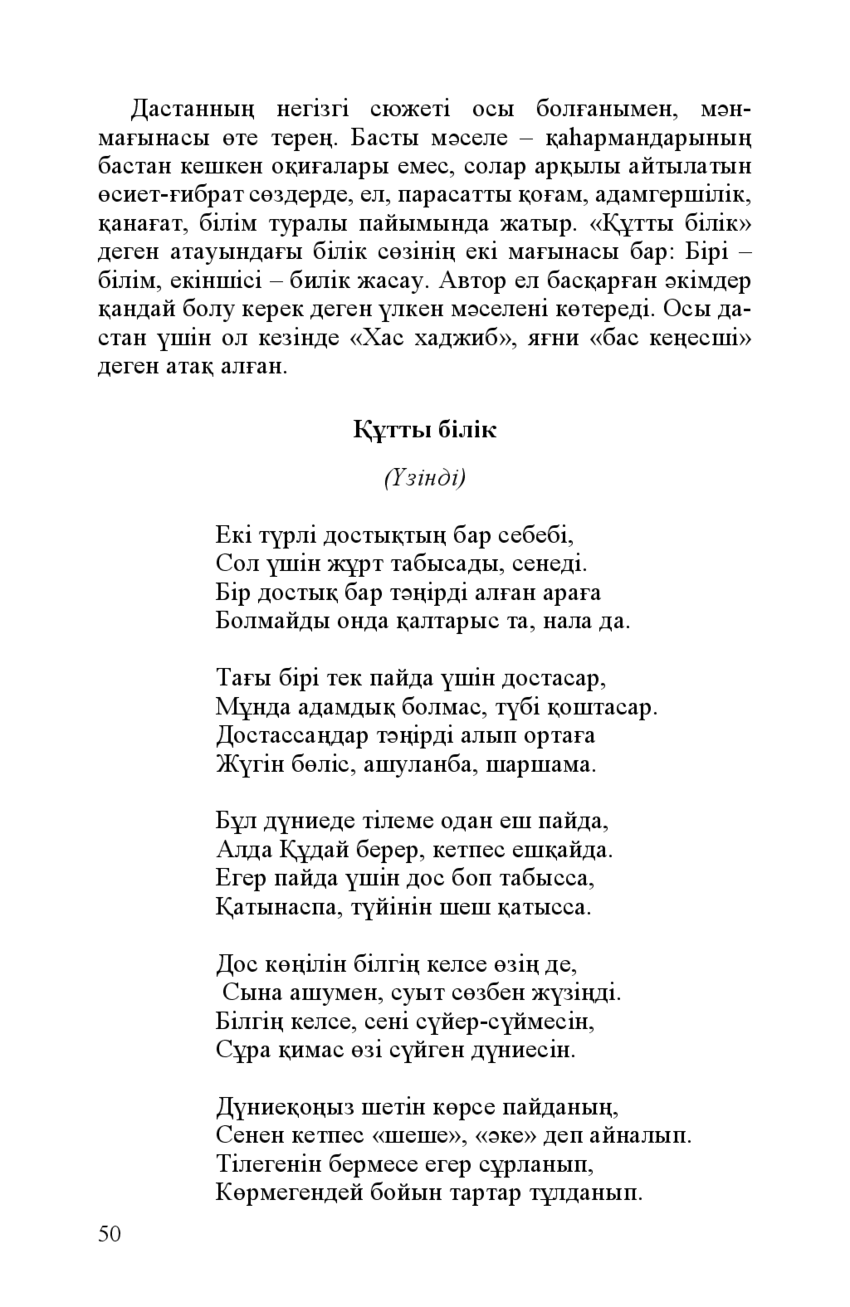 Дастанның негізгі сюжеті осы болғанымен, мән-
мағынасы өте терең. Басты мәселе – қаһармандарының
бастан кешкен оқиғалары емес, солар арқылы айтылатын
өсиет-ғибрат сөздерде, ел, парасатты қоғам, адамгершілік,
қанағат, білім туралы пайымында жатыр. «Құтты білік»
деген атауындағы білік сөзінің екі мағынасы бар: Бірі –
білім, екіншісі – билік жасау. Автор ел басқарған әкімдер
қандай болу керек деген үлкен мәселені көтереді. Осы да-
стан үшін ол кезінде «Хас хаджиб», яғни «бас кеңесші»
деген атақ алған.
Құтты білік
(Үзінді)
Екі түрлі достықтың бар себебі,
Сол үшін жұрт табысады, сенеді.
Бір достық бар тәңірді алған араға
Болмайды онда қалтарыс та, нала да.
Тағы бірі тек пайда үшін достасар,
Мұнда адамдық болмас, түбі қоштасар.
Достассаңдар тәңірді алып ортаға
Жүгін бөліс, ашуланба, шаршама.
Бұл дүниеде тілеме одан еш пайда,
Алда Құдай берер, кетпес ешқайда.
Егер пайда үшін дос боп табысса,
Қатынаспа, түйінін шеш қатысса.
Дос көңілін білгің келсе өзің де,
Сына ашумен, суыт сөзбен жүзіңді.
Білгің келсе, сені сүйер-сүймесін,
Сұра қимас өзі сүйген дүниесін.
Дүниеқоңыз шетін көрсе пайданың,
Сенен кетпес «шеше», «әке» деп айналып.
Тілегенін бермесе егер сұрланып,
Көрмегендей бойын тартар тұлданып.
50